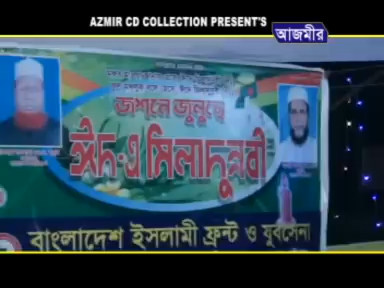 AZMIR CD COLLECTION PRESENT'S
আজমীর
জশনে জুলুছে
ঈদ-এ মিলাদুন্নবী
বাংলাদেশ ইসলামী ফ্রন্ট ও যুবসেনা